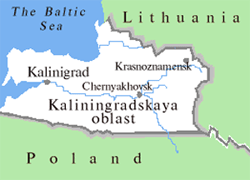 The Baltic
Sea
Lithuania
Kalinigrad
Krasnoznamensk
Chernyakhovsk
Kaliningradskaya
oblast
Poland